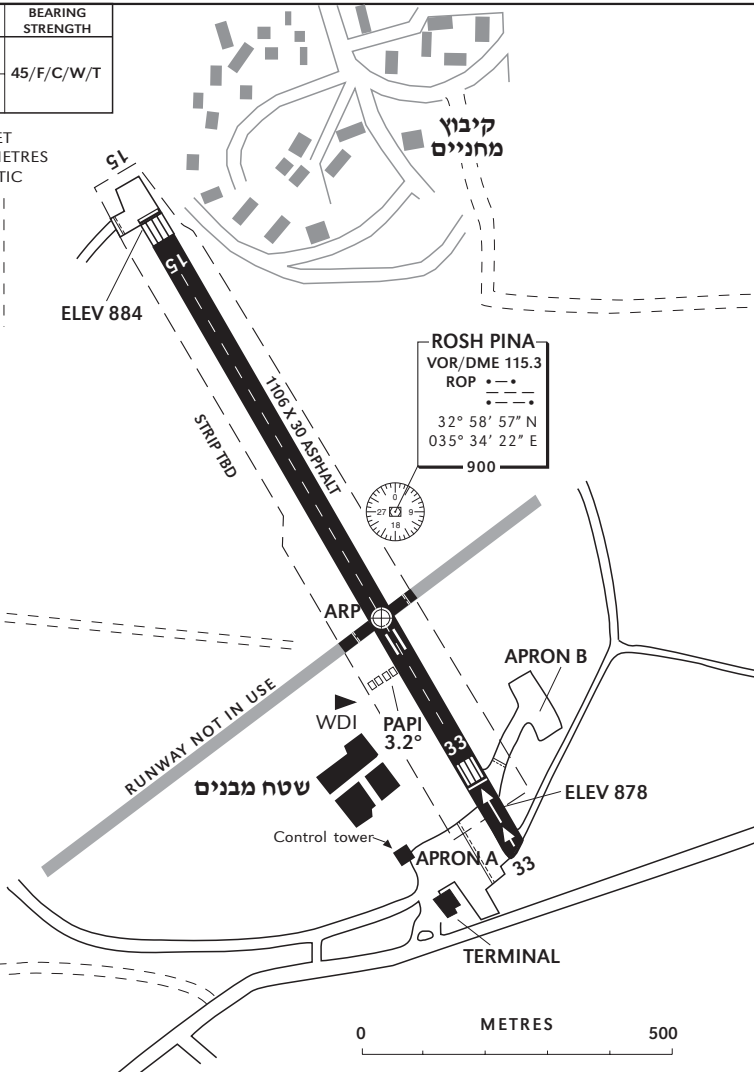 BEARING
STRENGTH
45/F/C/W/T
ET
METRES
TIC
קיבוץ
מחניים
15
15
ELEV 884
1106 X 30 ASPHALT
STRIP TBD
ROSH PINA
VOR/DME 115.3
ROP
32° 58' 57" N
035° 34' 22" E
900
0
27
9
18
ARP
APRON B
RUNWAY NOT IN USE
WDI
PAPI
3.2°
33
שטח מבנים
ELEV 878
Control tower
APRON A
33
TERMINAL
METRES
0
500